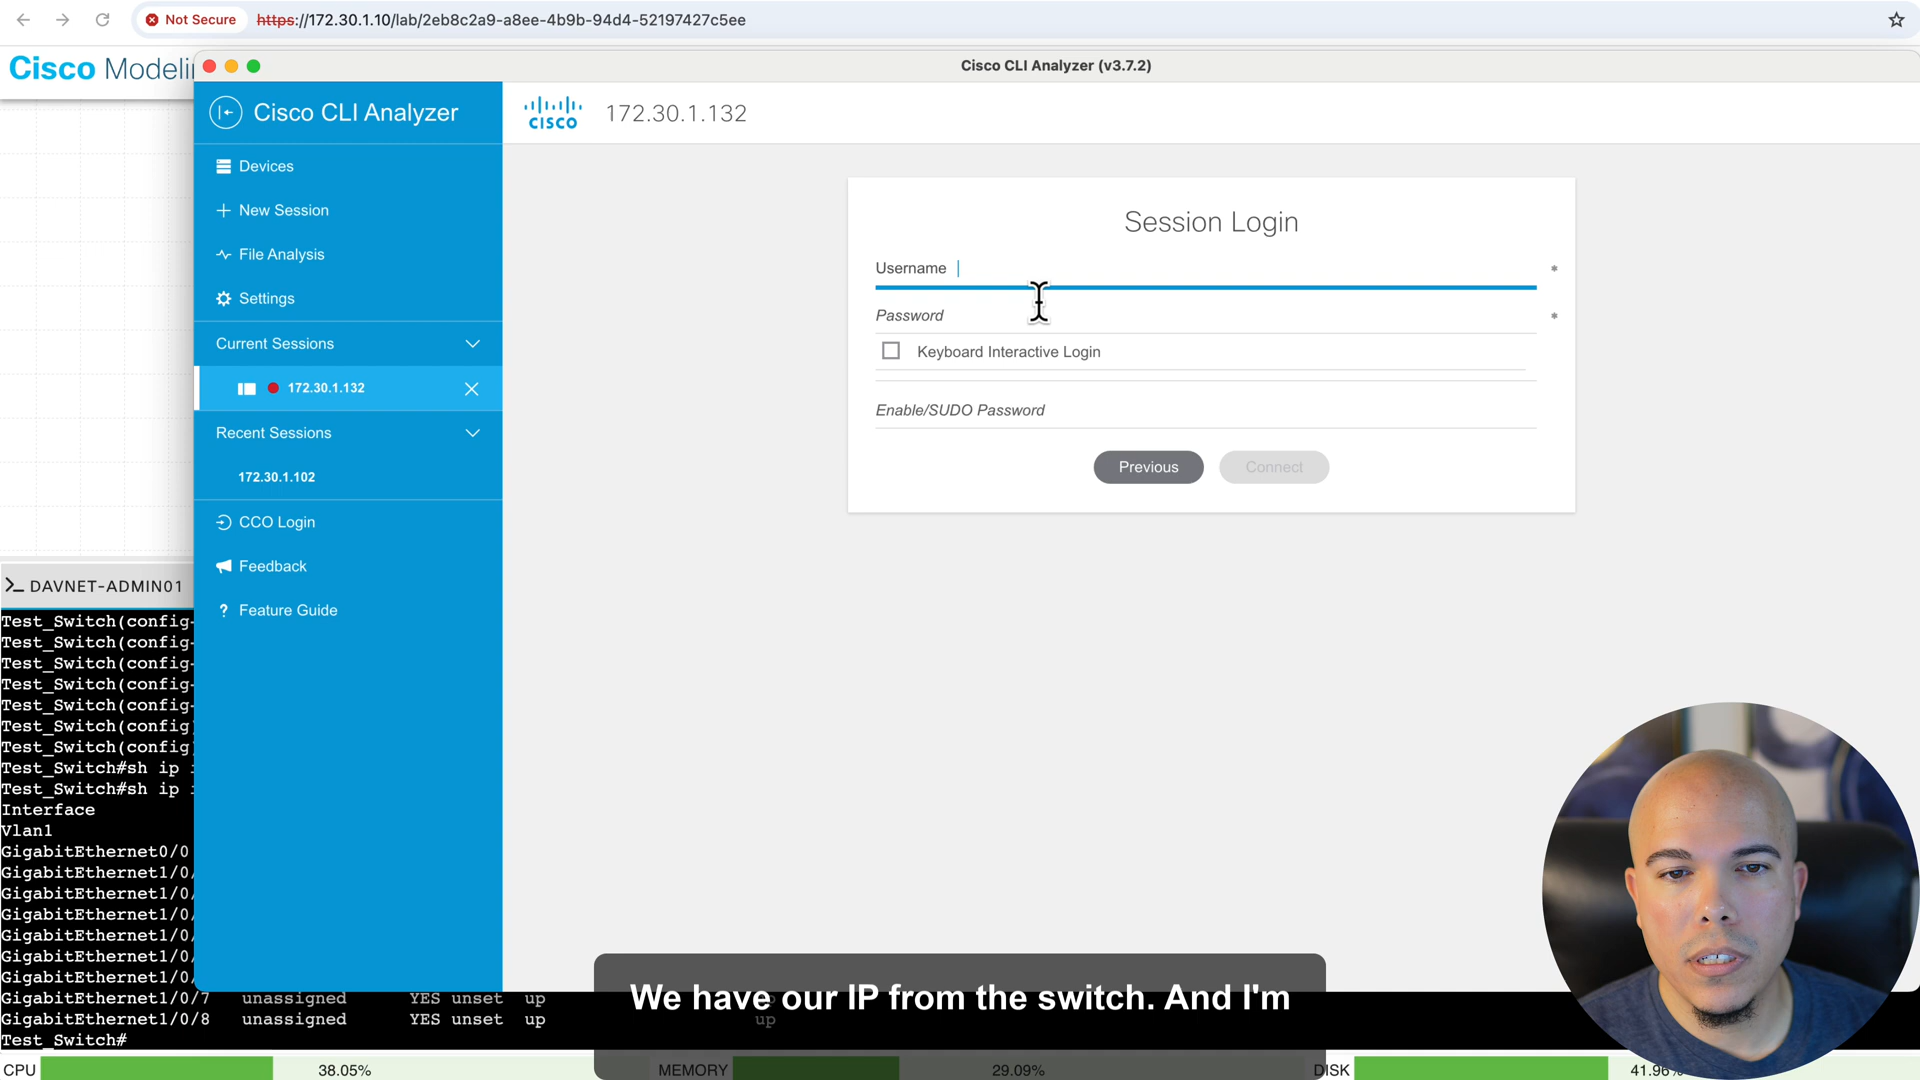 Not Secure https://172.30.1.10/lab/2eb8c2a9-a8ee-4b9b-94d4-52197427c5ee
Cisco
Cisco CLI Analyzer (v3.7.2)
Cisco CLI Analyzer
CISCO 172.30.1.132
Devices
New Session
File Analysis
Settings
Current Sessions
172.30.1.132
Recent Sessions
172.30.1.102
CCO Login
Feedback
? Feature Guide
Session Login
Username *
Password *
Keyboard Interactive Login
Enable/SUDO Password
Previous Connect
DAVNET-ADMIN01
Test_Switch(config-
Test_Switch(config-
Test_Switch(config-
Test_Switch(config-
Test_Switch(config-
Test_Switch(config
Test_Switch(config
Test_Switch#sh ip
Test_Switch#sh ip
Interface
Vlan1
GigabitEthernet0/0
GigabitEthernet1/0/
GigabitEthernet1/0/
GigabitEthernet1/0/
GigabitEthernet1/0/
GigabitEthernet1/0/
GigabitEthernet1/0/
GigabitEthernet1/0/7 unassigned YES unset up up
GigabitEthernet1/0/8 unassigned YES unset up up
Test_Switch#
We have our IP from the switch. And I'm
CPU 38.05% MEMORY 29.09% DISK 41.96%